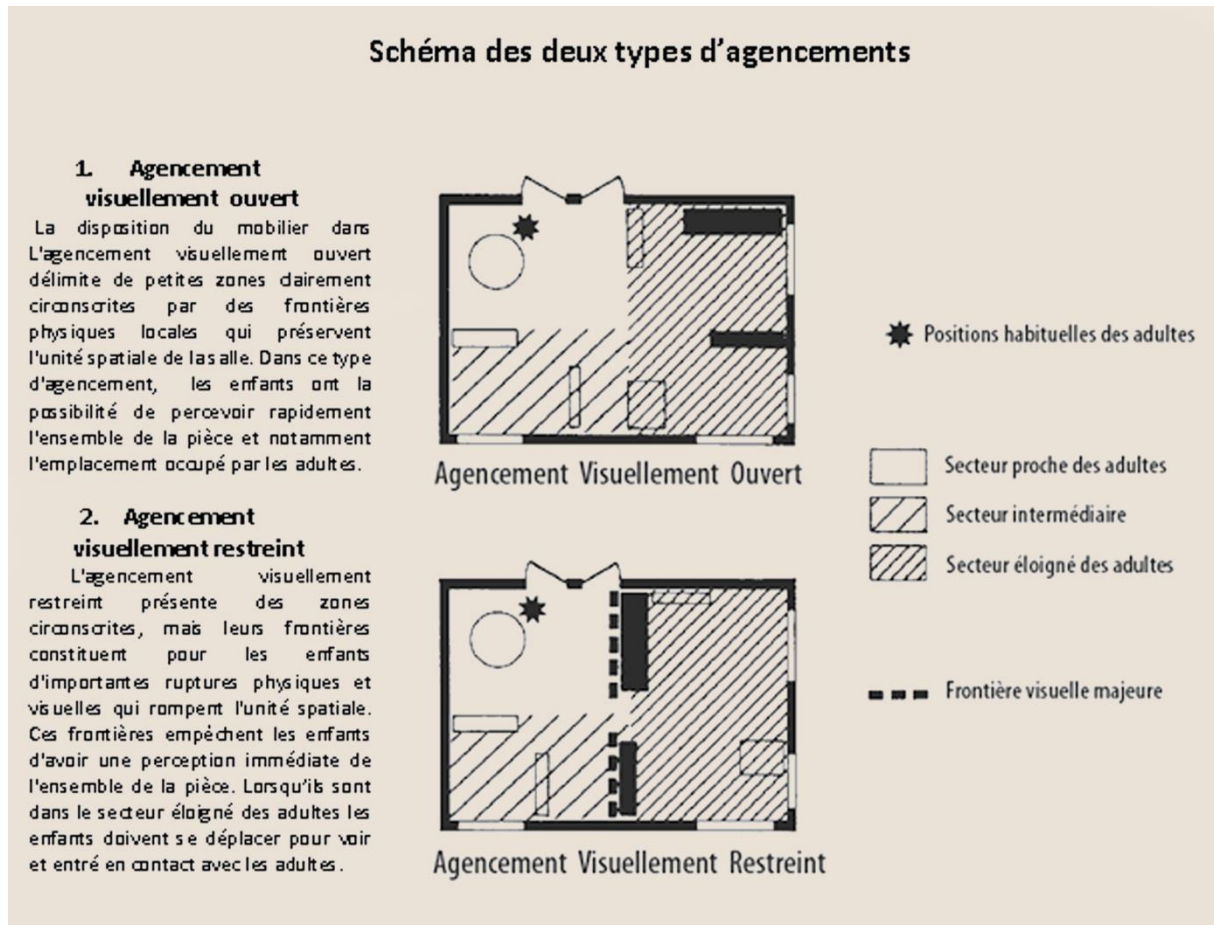 Schéma des deux types d'agencements
1. Agencement
visuellement ouvert
La disposition du mobilier dans
L'agencement visuellement ouvert
délimite de petites zones clairement
circonscrites par des frontières
physiques locales qui préservent
l'unité spatiale de la salle. Dans ce type
d'agencement, les enfants ont la
possibilité de percevoir rapidement
l'ensemble de la pièce et notamment
l'emplacement occupé par les adultes.
2. Agencement
visuellement restreint
L'agencement visuellement
restreint présente des zones
circonscrites, mais leurs frontières
constituent pour les enfants
d'importantes ruptures physiques et
visuelles qui rompent l'unité spatiale.
Ces frontières empêchent les enfants
d'avoir une perception immédiate de
l'ensemble de la pièce. Lorsqu'ils sont
dans le secteur éloigné des adultes les
enfants doivent se déplacer pour voir
et entré en contact avec les adultes.
Agencement Visuellement Ouvert
Agencement Visuellement Restreint
Positions habituelles des adultes
Secteur proche des adultes
Secteur intermédiaire
Secteur éloigné des adultes
Frontière visuelle majeure